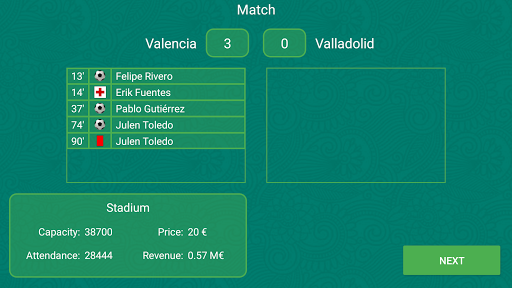 Match
Valencia 3 0 Valladolid
13' Felipe Rivero
14' Erik Fuentes
37' Pablo Gutiérrez
74' Julen Toledo
90' Julen Toledo
Stadium
Capacity: 38700 Price: 20 €
Attendance: 28444 Revenue: 0.57 M€
NEXT